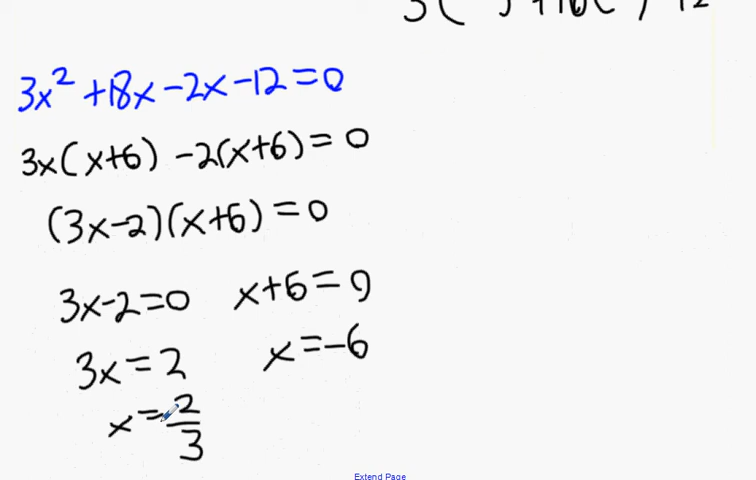 3x² + 18x - 2x - 12 = 0
3x(x+6) - 2(x+6) = 0
(3x-2)(x+6) = 0
3x-2=0 x+6=0
3x = 2 x = -6
x = 2/3
Extend Page